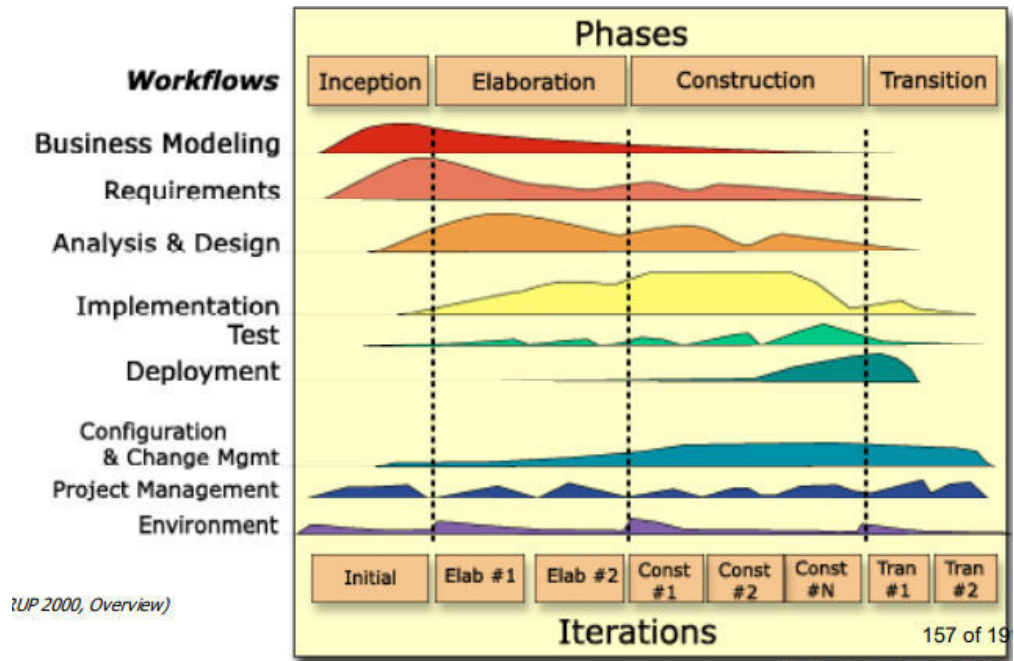 Phases
Workflows
Inception
Elaboration
Construction
Transition
Business Modeling
Requirements
Analysis & Design
Implementation
Test
Deployment
Configuration
& Change Mgmt
Project Management
Environment
Initial
Elab #1
Elab #2
Const
#1
Const
#2
Const
#N
Tran
#1
Tran
#2
RUP 2000, Overview)
Iterations
157 of 19